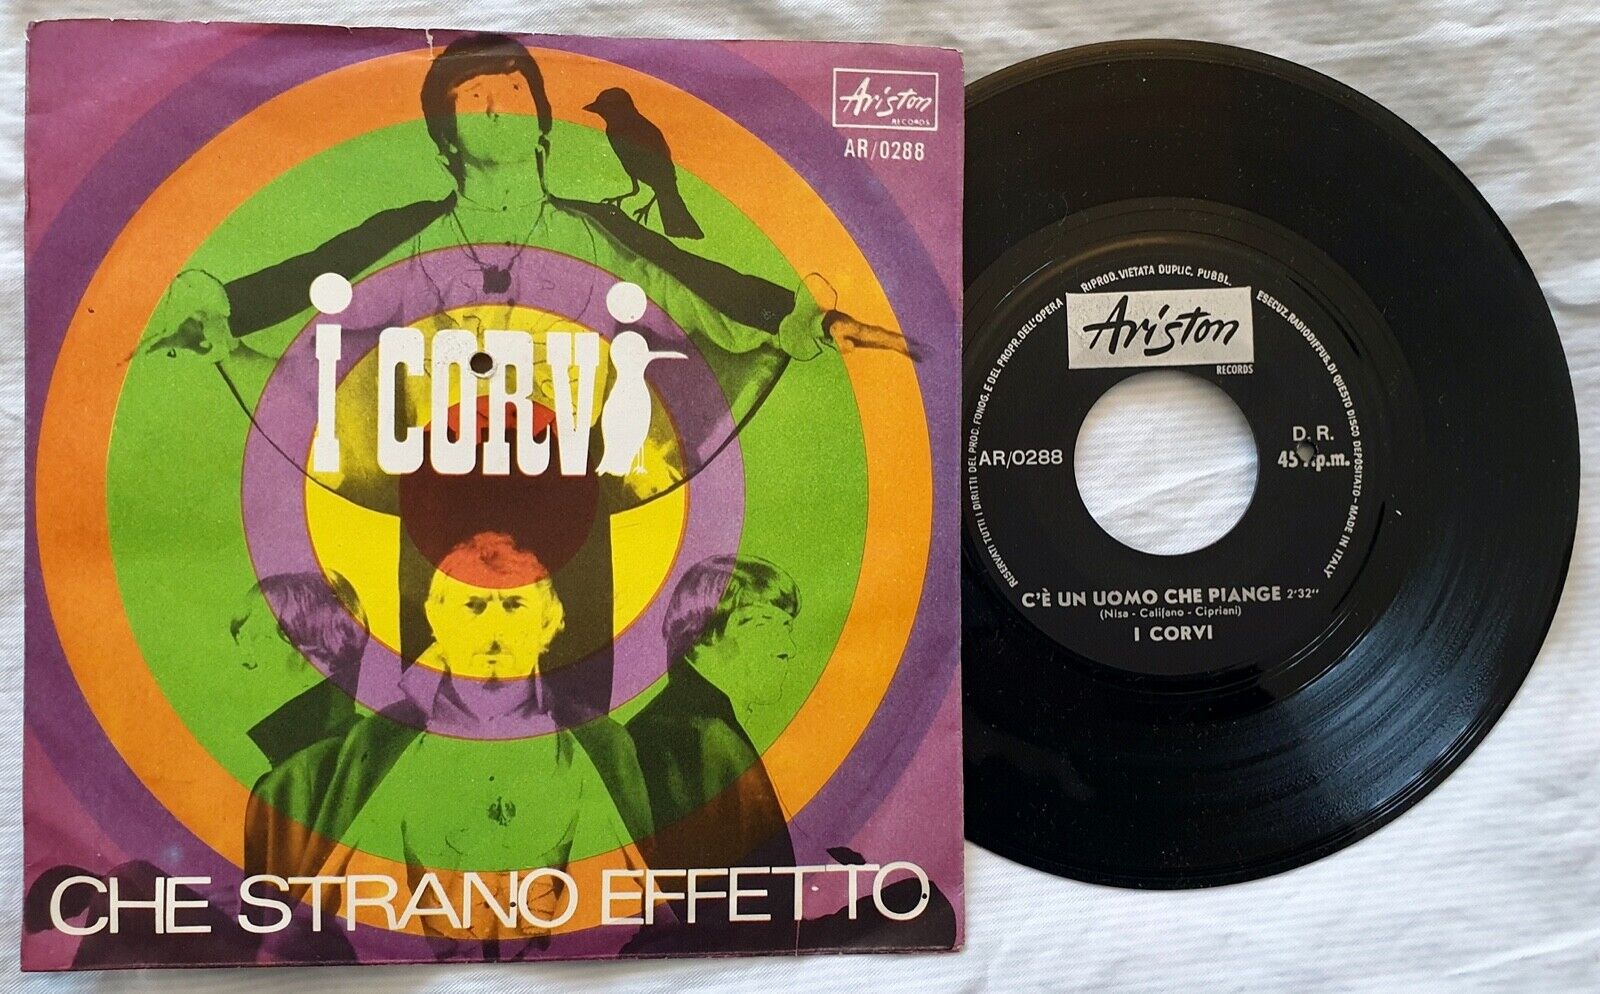 Ariston
RECORDS
AR/0288
i CORVi
CHE STRANO EFFETTO
RISERVATI TUTTI I DIRITTI DEL PROD. FONOG. E DEL PROPR. DELL'OPERA
RIPROD. VIETATA DUPLIC. PUBBL.
ESECUZ. RADIODIFFUS. DI QUESTO DISCO DEPOSITATO - MADE IN ITALY
Ariston
RECORDS
AR/0288
D. R.
45 r.p.m.
C'È UN UOMO CHE PIANGE 2'32''
(Nisa - Califano - Cipriani)
I CORVI